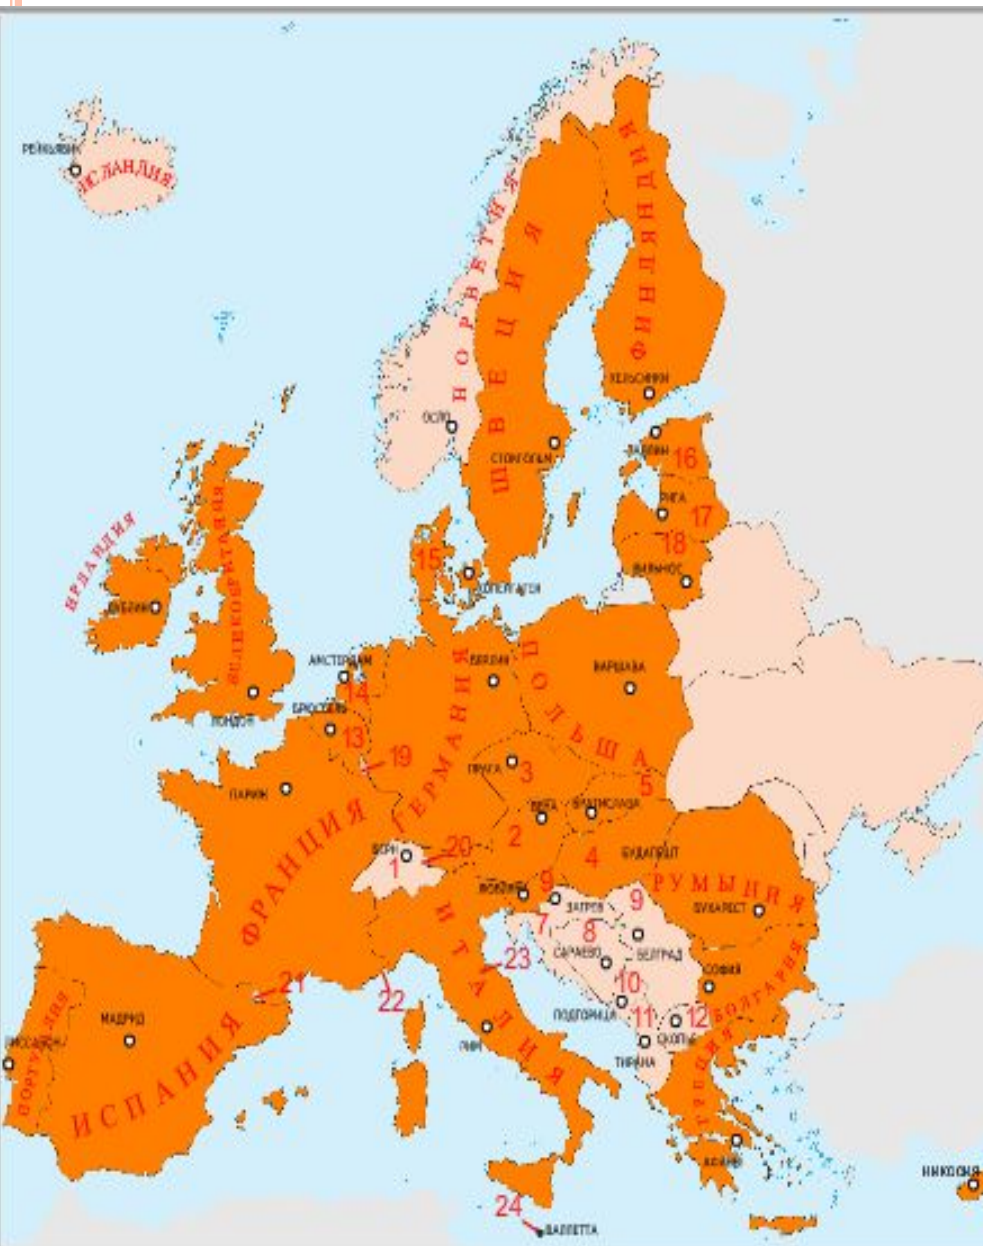 РЕЙКЬЯВИК
ИСЛАНДИЯ
НОРВЕГИЯ
ШВЕЦИЯ
ФИНЛЯНДИЯ
ХЕЛЬСИНКИ
ОСЛО
СТОКГОЛЬМ
ТАЛЛИН
16
РИГА
17
18
ВИЛЬНЮС
15
КОПЕНГАГЕН
ИРЛАНДИЯ
ДУБЛИН
ВЕЛИКОБРИТАНИЯ
ЛОНДОН
АМСТЕРДАМ
14
БРЮССЕЛЬ
13
19
БЕРЛИН
ГЕРМАНИЯ
ПОЛЬША
ВАРШАВА
ПАРИЖ
ФРАНЦИЯ
ПРАГА
3
5
ВЕНА
БРАТИСЛАВА
2
4
БУДАПЕШТ
БЕРН
1
20
РУМЫНИЯ
БУХАРЕСТ
9
ЗАГРЕБ
9
7
8
САРАЕВО
БЕЛГРАД
СОФИЯ
БОЛГАРИЯ
10
ПОДГОРИЦА
11
12
СКОПЬЕ
ТИРАНА
23
ИТАЛИЯ
РИМ
21
22
МАДРИД
ИСПАНИЯ
ПОРТУГАЛИЯ
ЛИССАБОН
ГРЕЦИЯ
АФИНЫ
НИКОСИЯ
24
ВАЛЛЕТТА